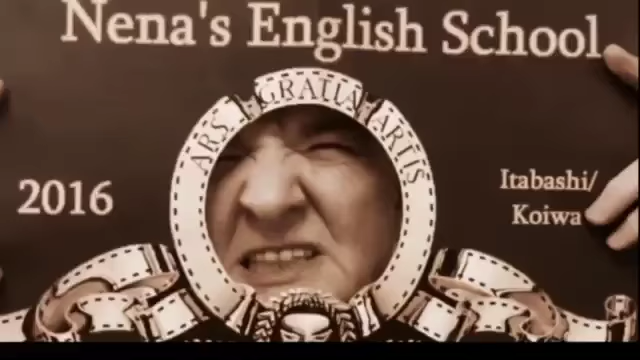 Nena's English School
ARS GRATIA ARTIS
2016
Itabashi/
Koiwa